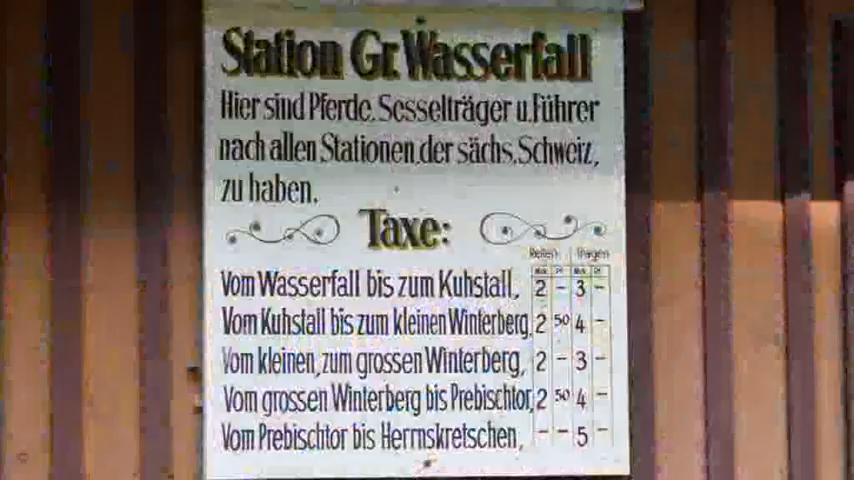 Station Gr. Wasserfall
Hier sind Pferde, Sesselträger u. Führer
nach allen Stationen, der sächs. Schweiz,
zu haben.
Taxe:
Reiten Tragen
Mrk. Pf. Mrk. Pf.
Vom Wasserfall bis zum Kuhstall, 2 - 3 -
Vom Kuhstall bis zum kleinen Winterberg, 2 50 4 -
Vom kleinen, zum grossen Winterberg, 2 - 3 -
Vom grossen Winterberg bis Prebischtor, 2 50 4 -
Vom Prebischtor bis Herrnskretschen, - - 5 -